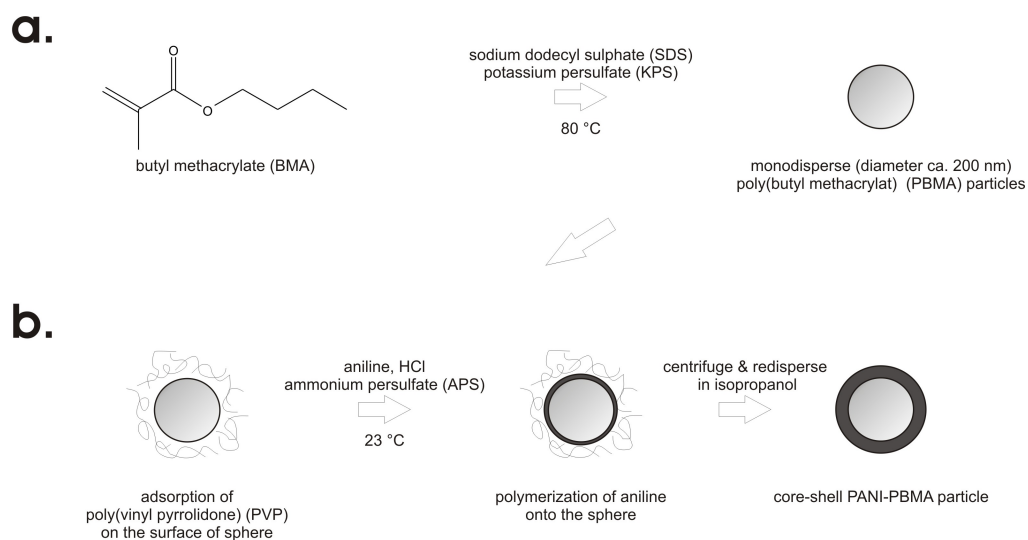 a.
O
O
butyl methacrylate (BMA)
sodium dodecyl sulphate (SDS)
potassium persulfate (KPS)
80 °C
monodisperse (diameter ca. 200 nm)
poly(butyl methacrylat) (PBMA) particles
b.
adsorption of
poly(vinyl pyrrolidone) (PVP)
on the surface of sphere
aniline, HCl
ammonium persulfate (APS)
23 °C
polymerization of aniline
onto the sphere
centrifuge & redisperse
in isopropanol
core-shell PANI-PBMA particle